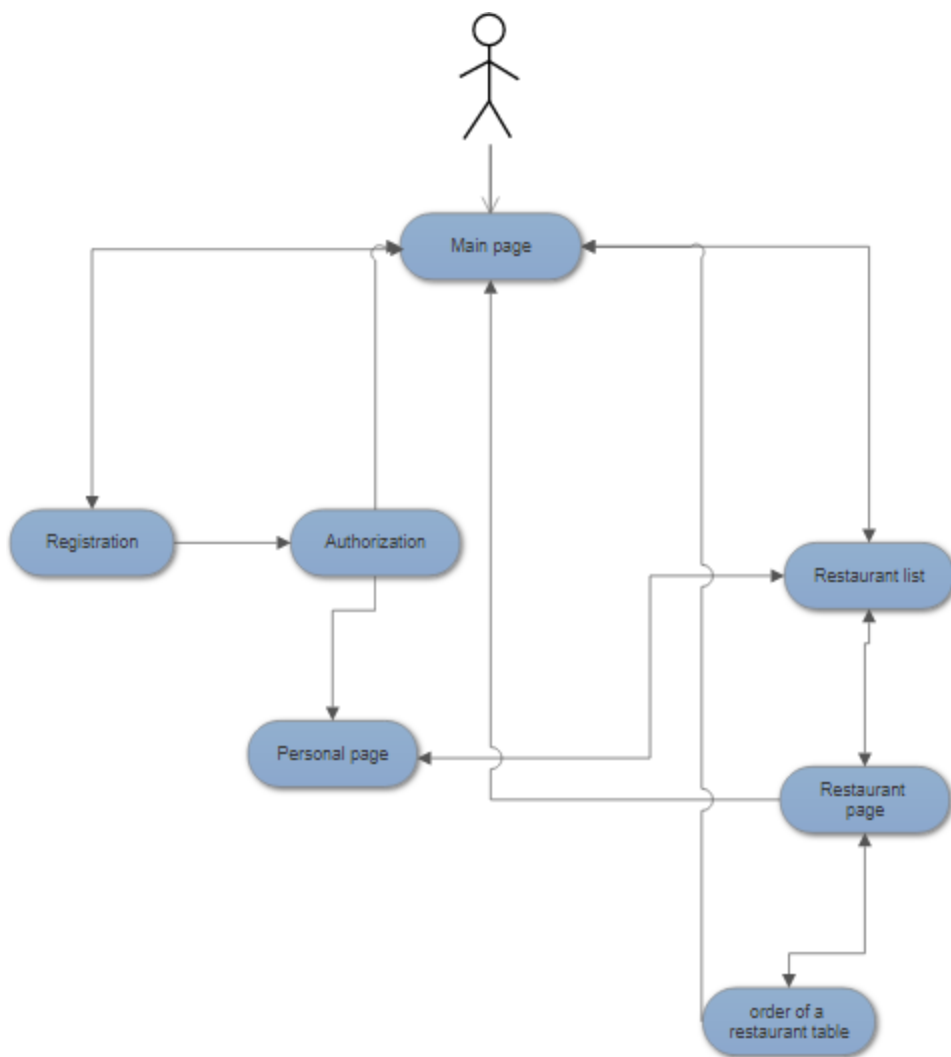 Main page
Registration
Authorization
Restaurant list
Personal page
Restaurant
page
order of a
restaurant table